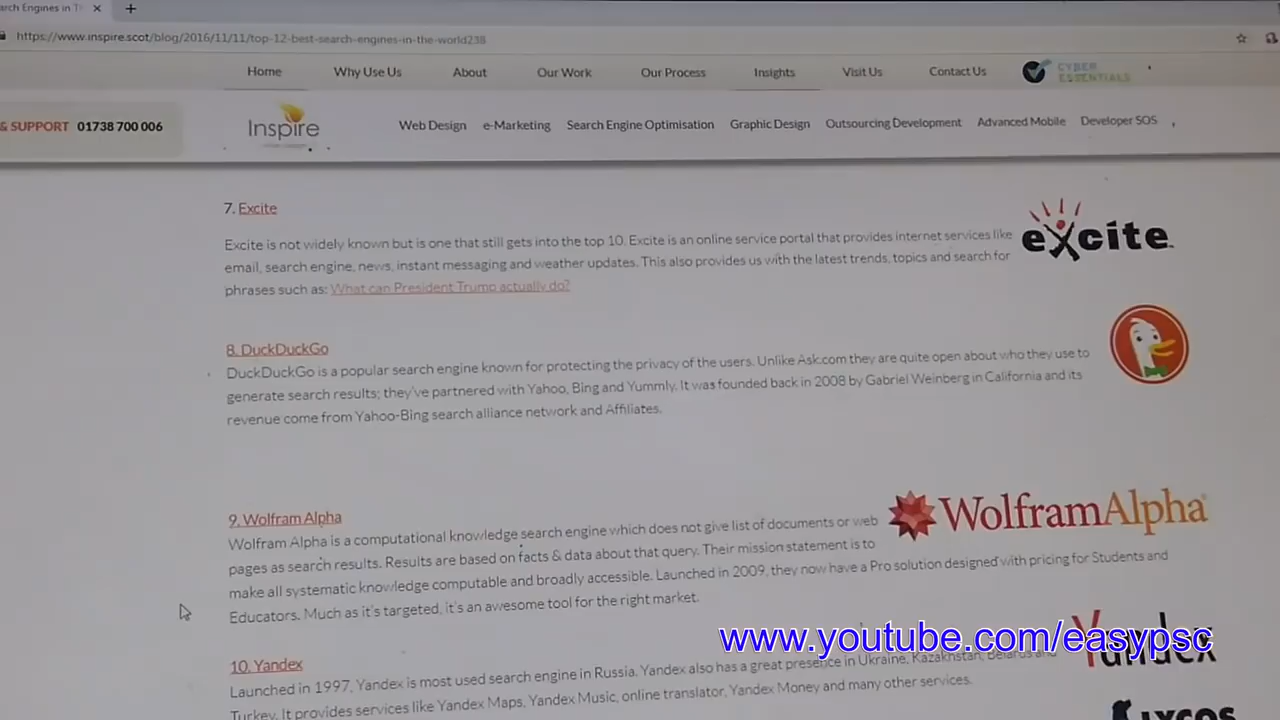 arch Engines in T
https://www.inspire.scot/blog/2016/11/11/top-12-best-search-engines-in-the-world238
Home Why Use Us About Our Work Our Process Insights Visit Us Contact Us CYBER ESSENTIALS
& SUPPORT 01738 700 006 Inspire Web Design e-Marketing Search Engine Optimisation Graphic Design Outsourcing Development Advanced Mobile Developer SOS
7. Excite
excite
Excite is not widely known but is one that still gets into the top 10. Excite is an online service portal that provides internet services like
email, search engine, news, instant messaging and weather updates. This also provides us with the latest trends, topics and search for
phrases such as: What can President Trump actually do?
8. DuckDuckGo
DuckDuckGo is a popular search engine known for protecting the privacy of the users. Unlike Ask.com they are quite open about who they use to
generate search results; they've partnered with Yahoo, Bing and Yummly. It was founded back in 2008 by Gabriel Weinberg in California and its
revenue come from Yahoo-Bing search alliance network and Affiliates.
9. Wolfram Alpha
WolframAlpha
Wolfram Alpha is a computational knowledge search engine which does not give list of documents or web
pages as search results. Results are based on facts & data about that query. Their mission statement is to
make all systematic knowledge computable and broadly accessible. Launched in 2009, they now have a Pro solution designed with pricing for Students and
Educators. Much as it's targeted, it's an awesome tool for the right market.
www.youtube.com/easypsc
10. Yandex
Yandex
Launched in 1997, Yandex is most used search engine in Russia. Yandex also has a great presence in Ukraine, Kazakhstan, Belarus and
Turkey. It provides services like Yandex Maps, Yandex Music, online translator, Yandex Money and many other services.